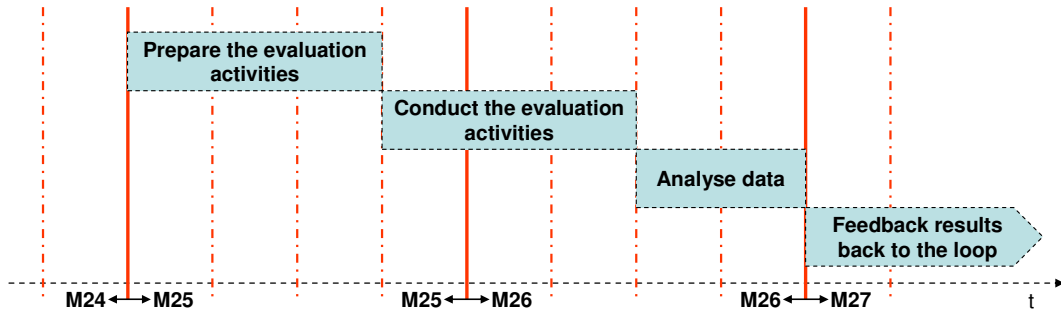 Prepare the evaluation
activities
Conduct the evaluation
activities
Analyse data
Feedback results
back to the loop
M24 M25 M25 M26 M26 M27 t